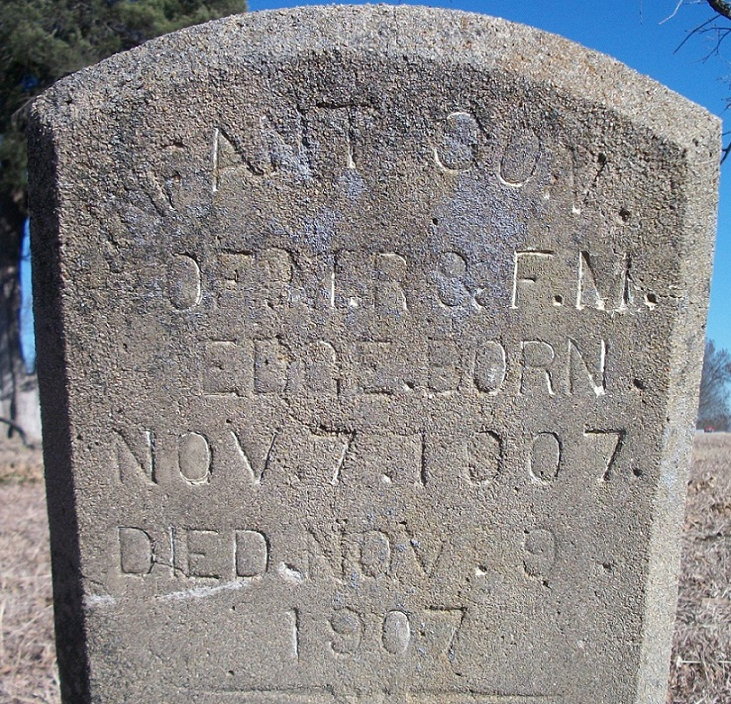 INFANT SON.
OF & F.M.
EDGE. BORN.
NOV. 7. 1907.
DIED. NOV. 9.
1907